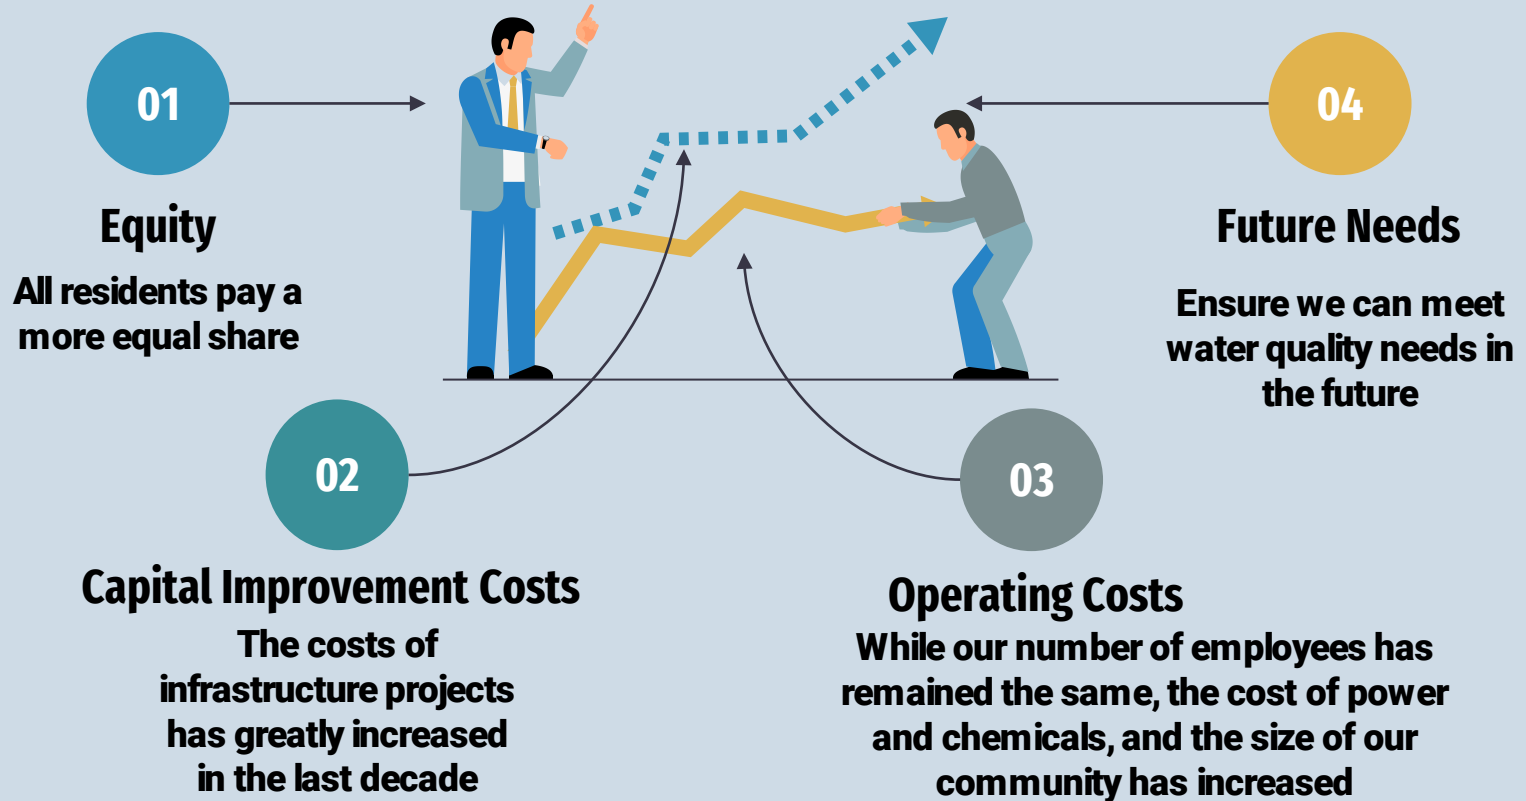 01
Equity
All residents pay a
more equal share
02
Capital Improvement Costs
The costs of
infrastructure projects
has greatly increased
in the last decade
03
Operating Costs
While our number of employees has
remained the same, the cost of power
and chemicals, and the size of our
community has increased
04
Future Needs
Ensure we can meet
water quality needs in
the future